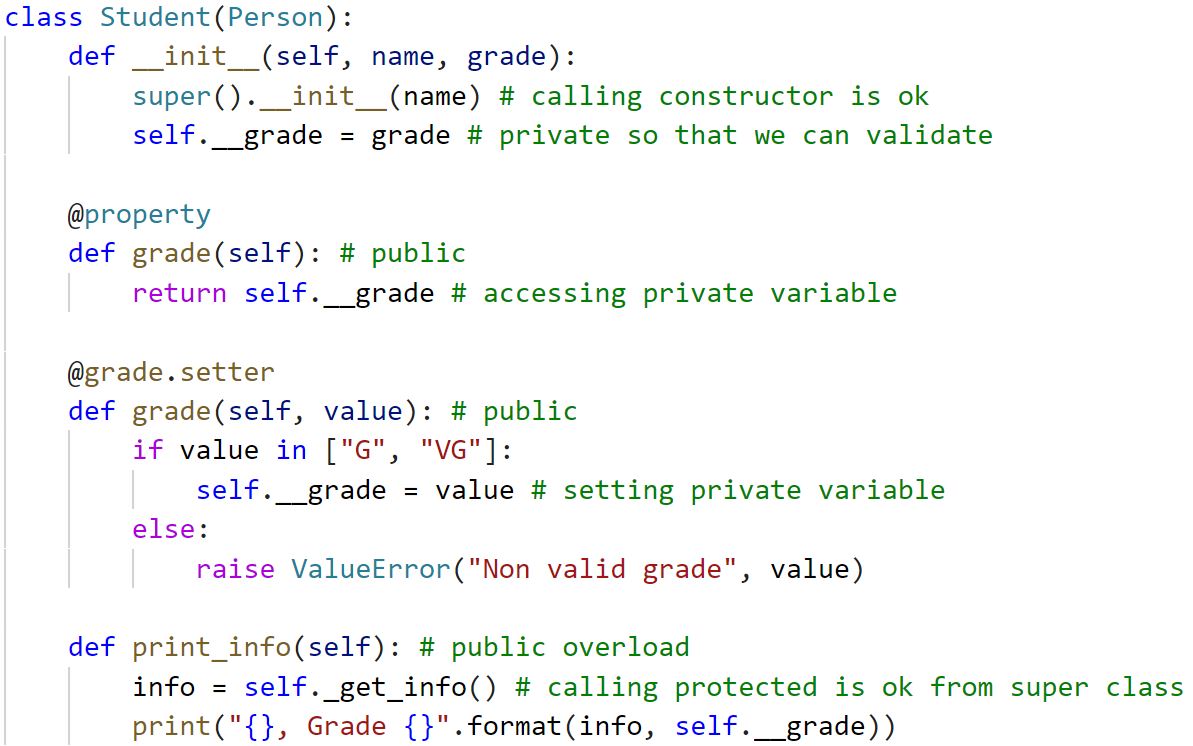 class Student(Person):
    def __init__(self, name, grade):
        super().__init__(name) # calling constructor is ok
        self.__grade = grade # private so that we can validate

    @property
    def grade(self): # public
        return self.__grade # accessing private variable

    @grade.setter
    def grade(self, value): # public
        if value in ["G", "VG"]:
            self.__grade = value # setting private variable
        else:
            raise ValueError("Non valid grade", value)

    def print_info(self): # public overload
        info = self._get_info() # calling protected is ok from super class
        print("{}, Grade {}".format(info, self.__grade))